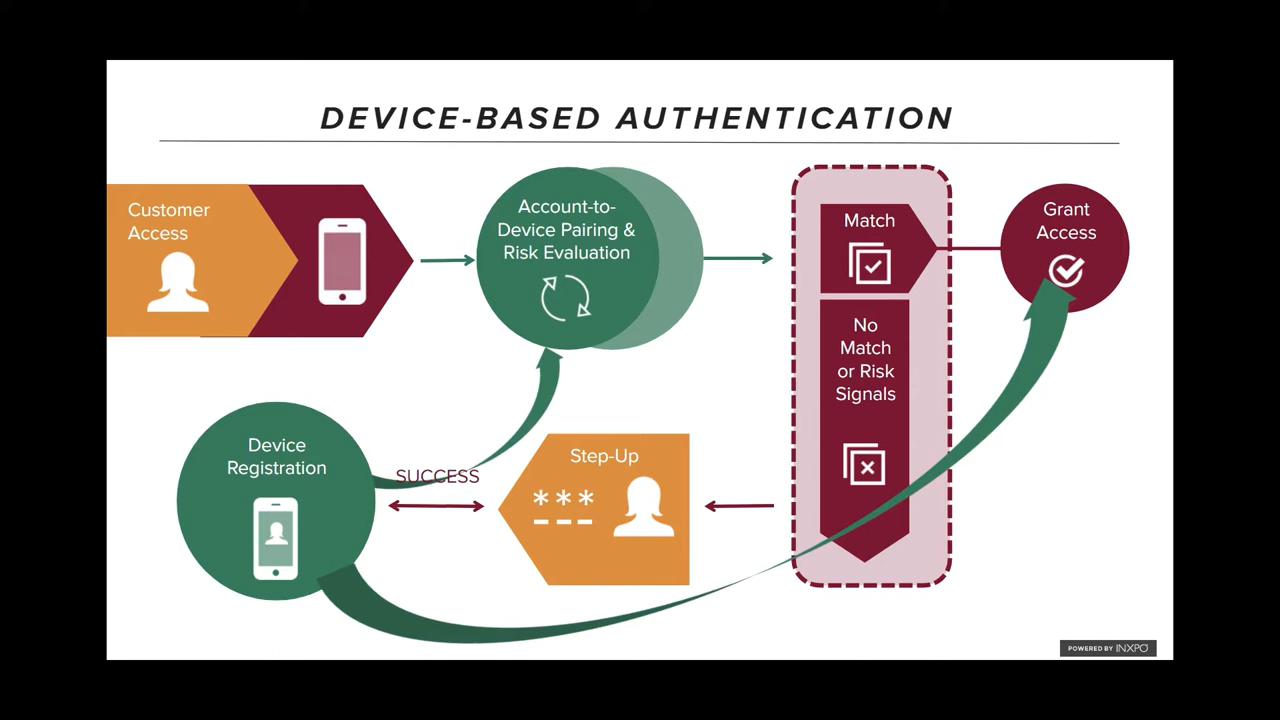 DEVICE-BASED AUTHENTICATION
Customer
Access
Account-to-
Device Pairing &
Risk Evaluation
Match
Grant
Access
No
Match
or Risk
Signals
Device
Registration
SUCCESS
Step-Up
***
POWERED BY INXPO